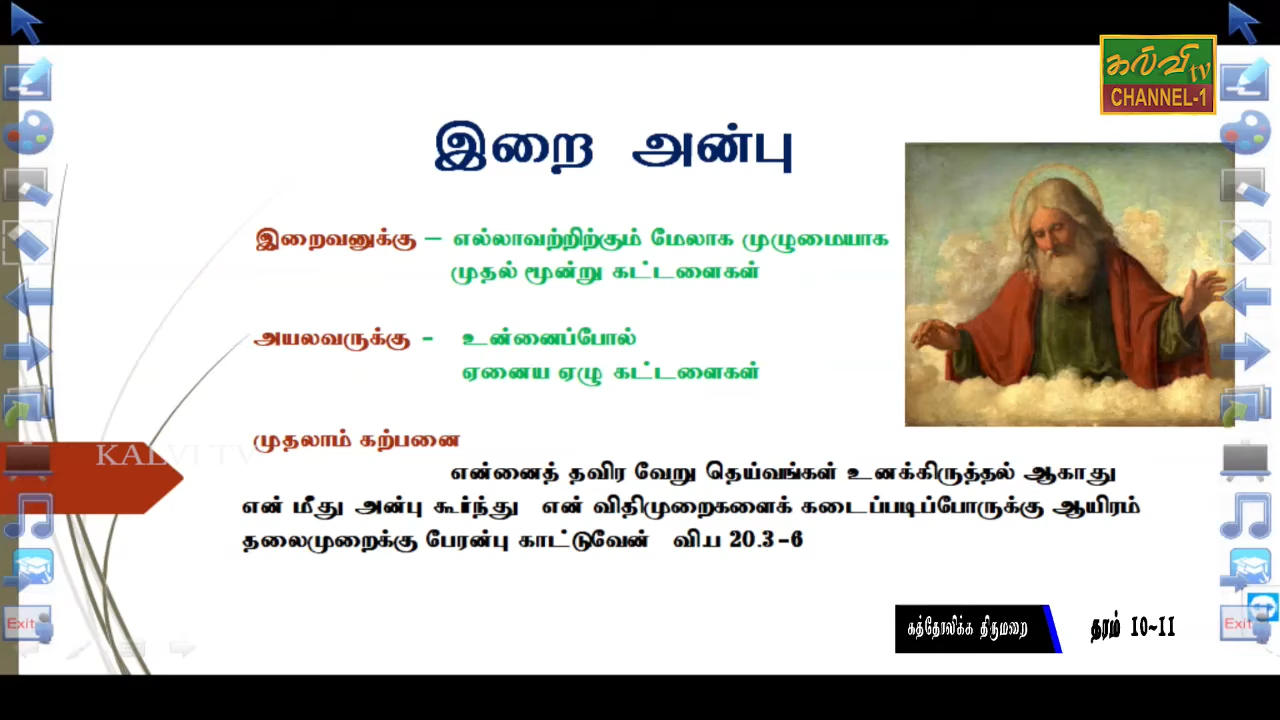 கல்வி tv
CHANNEL-1
இறை அன்பு
இறைவனுக்கு – எல்லாவற்றிற்கும் மேலாக முழுமையாக
முதல் மூன்று கட்டளைகள்
அயலவருக்கு - உன்னைப்போல்
ஏனைய ஏழு கட்டளைகள்
முதலாம் கற்பனை
KALVI TV
என்னைத் தவிர வேறு தெய்வங்கள் உனக்கிருத்தல் ஆகாது
என் மீது அன்பு கூர்ந்து என் விதிமுறைகளைக் கடைப்படிப்போருக்கு ஆயிரம்
தலைமுறைக்கு பேரன்பு காட்டுவேன் வி.ப 20.3-6
Exit
Exit
கத்தோலிக்க திருமறை
தரம் 10~11